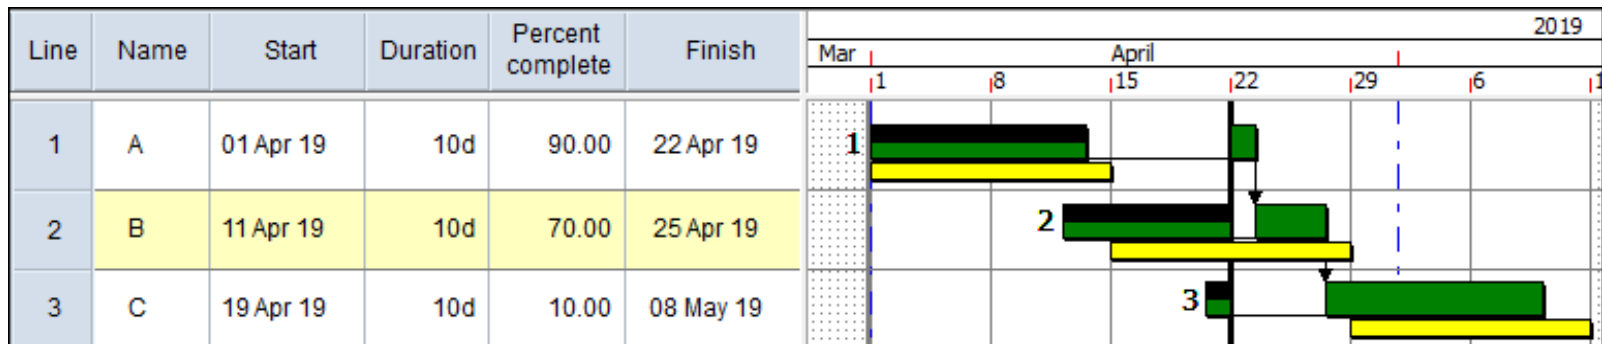 Line Name Start Duration Percent complete Finish
2019
Mar April
1 8 15 22 29 6 1
1 A 01 Apr 19 10d 90.00 22 Apr 19 1
2 B 11 Apr 19 10d 70.00 25 Apr 19 2
3 C 19 Apr 19 10d 10.00 08 May 19 3